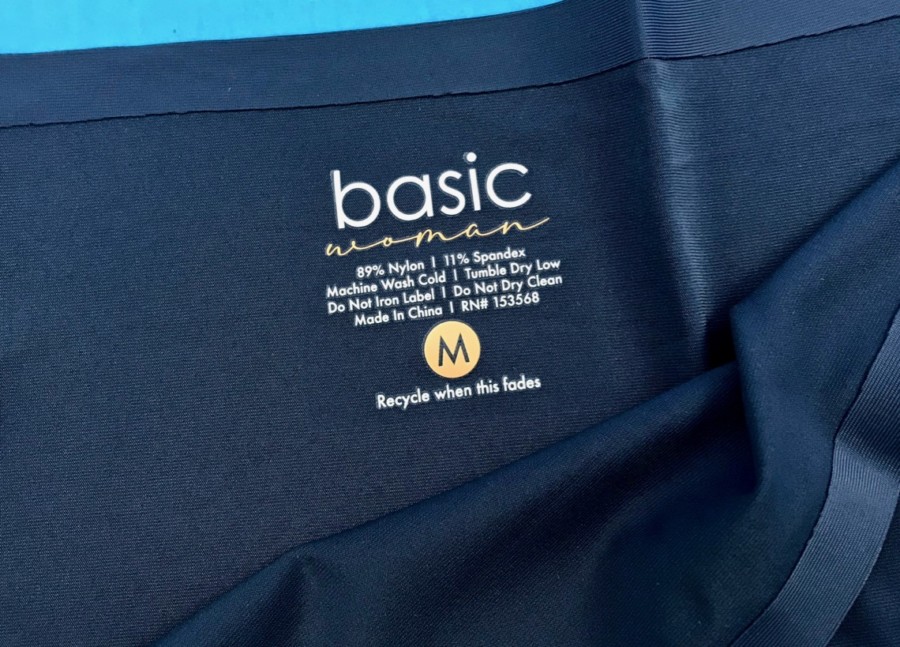 basic
woman
89% Nylon | 11% Spandex
Machine Wash Cold | Tumble Dry Low
Do Not Iron Label | Do Not Dry Clean
Made In China | RN# 153568
M
Recycle when this fades